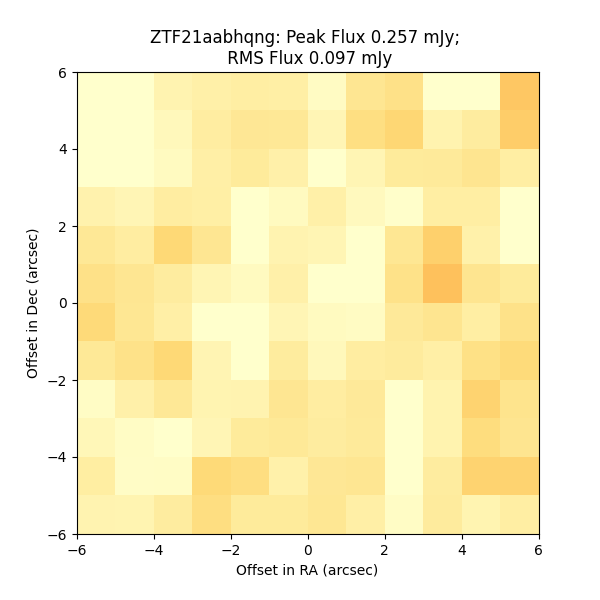 ZTF21aabhqng: Peak Flux 0.257 mJy;
RMS Flux 0.097 mJy
6
4
2
0
−2
−4
−6
Offset in Dec (arcsec)
−6 −4 −2 0 2 4 6
Offset in RA (arcsec)